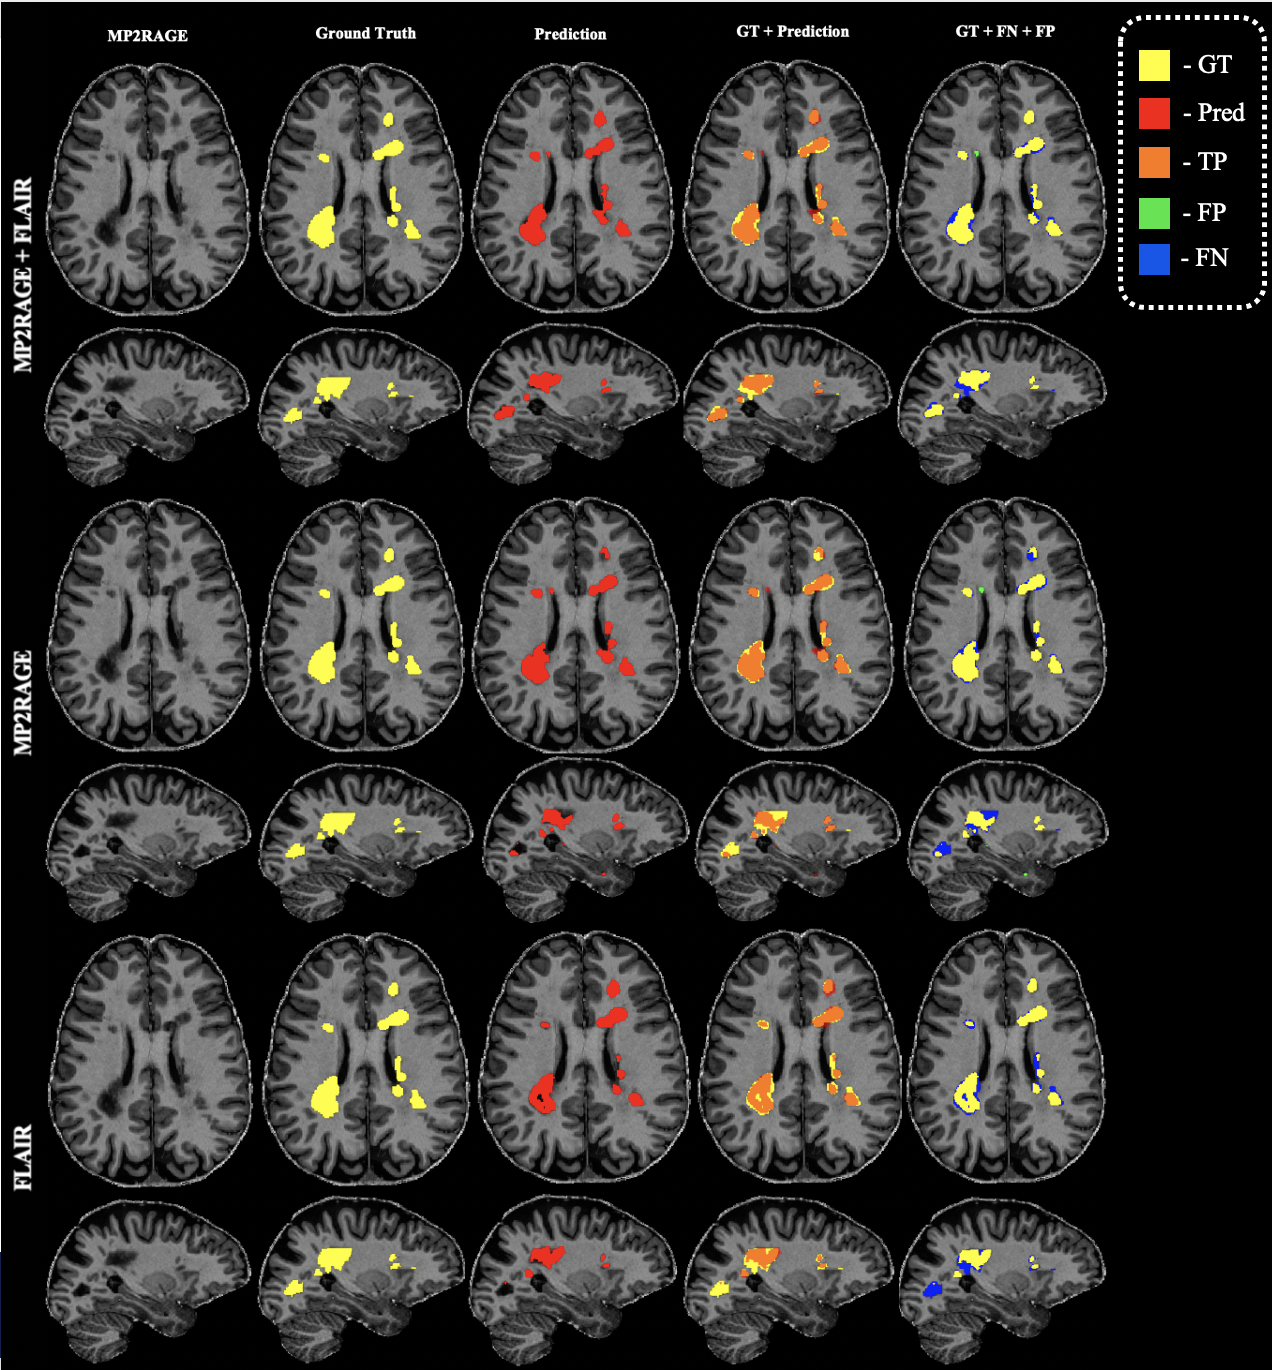 MP2RAGE
Ground Truth
Prediction
GT + Prediction
GT + FN + FP
- GT
- Pred
- TP
- FP
- FN
MP2RAGE + FLAIR
MP2RAGE
FLAIR